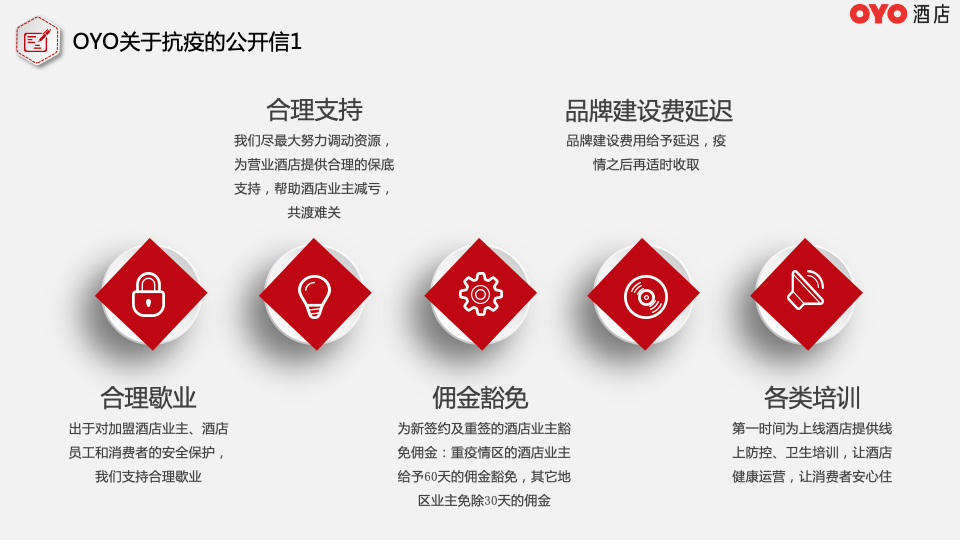 OYO关于抗疫的公开信1
OYO 酒店
合理支持
我们尽最大努力调动资源，
为营业酒店提供合理的保底
支持，帮助酒店业主减亏，
共渡难关
品牌建设费延迟
品牌建设费用给予延迟，疫
情之后再适时收取
合理歇业
出于对加盟酒店业主、酒店
员工和消费者的安全保护，
我们支持合理歇业
佣金豁免
为新签约及重签的酒店业主豁
免佣金：重疫情区的酒店业主
给予60天的佣金豁免，其它地
区业主免除30天的佣金
各类培训
第一时间为上线酒店提供线
上防控、卫生培训，让酒店
健康运营，让消费者安心住